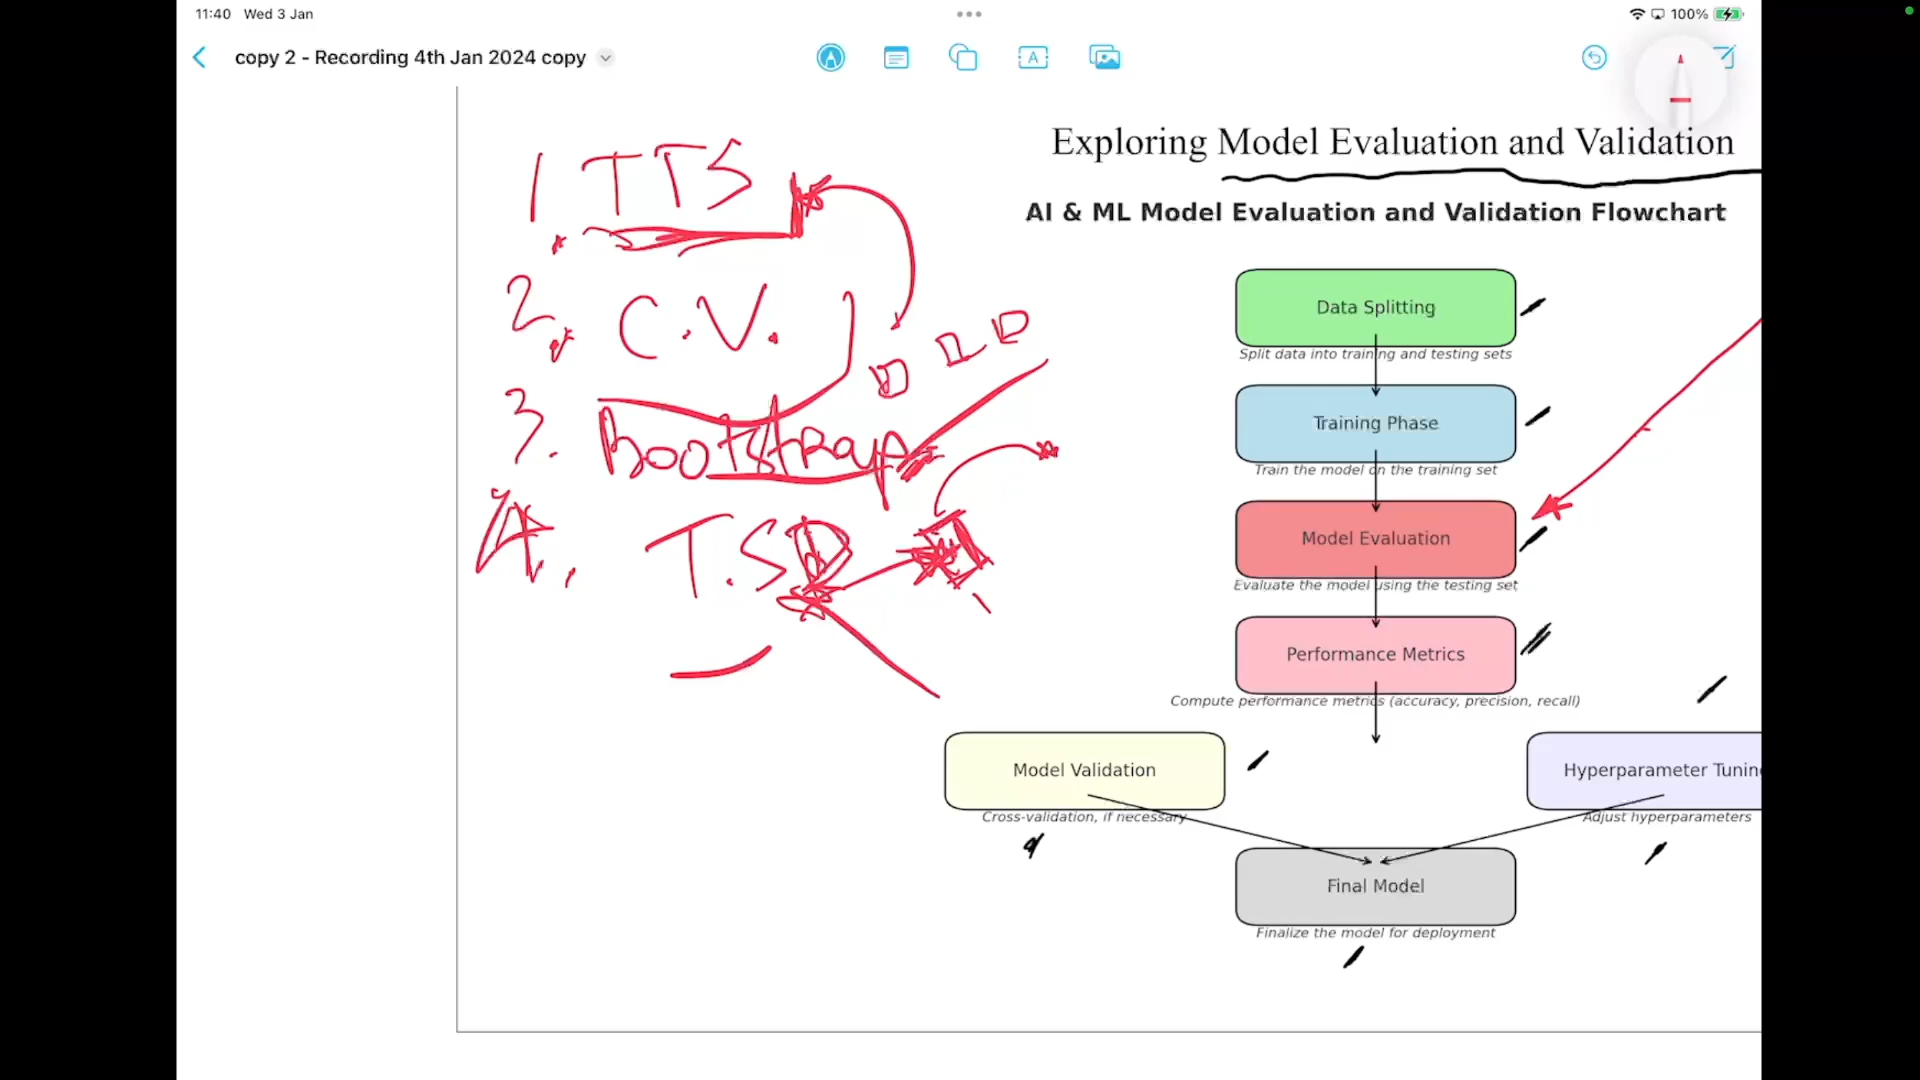 11:40 Wed 3 Jan
100%
copy 2 - Recording 4th Jan 2024 copy
A
Exploring Model Evaluation and Validation
AI & ML Model Evaluation and Validation Flowchart
1. TTS
2. C.V.
3. Bootstrap
4. T.SD
Data Splitting
Split data into training and testing sets
Training Phase
Train the model on the training set
Model Evaluation
Evaluate the model using the testing set
Performance Metrics
Compute performance metrics (accuracy, precision, recall)
Model Validation
Cross-validation, if necessary
Hyperparameter Tunin
Adjust hyperparameters
Final Model
Finalize the model for deployment